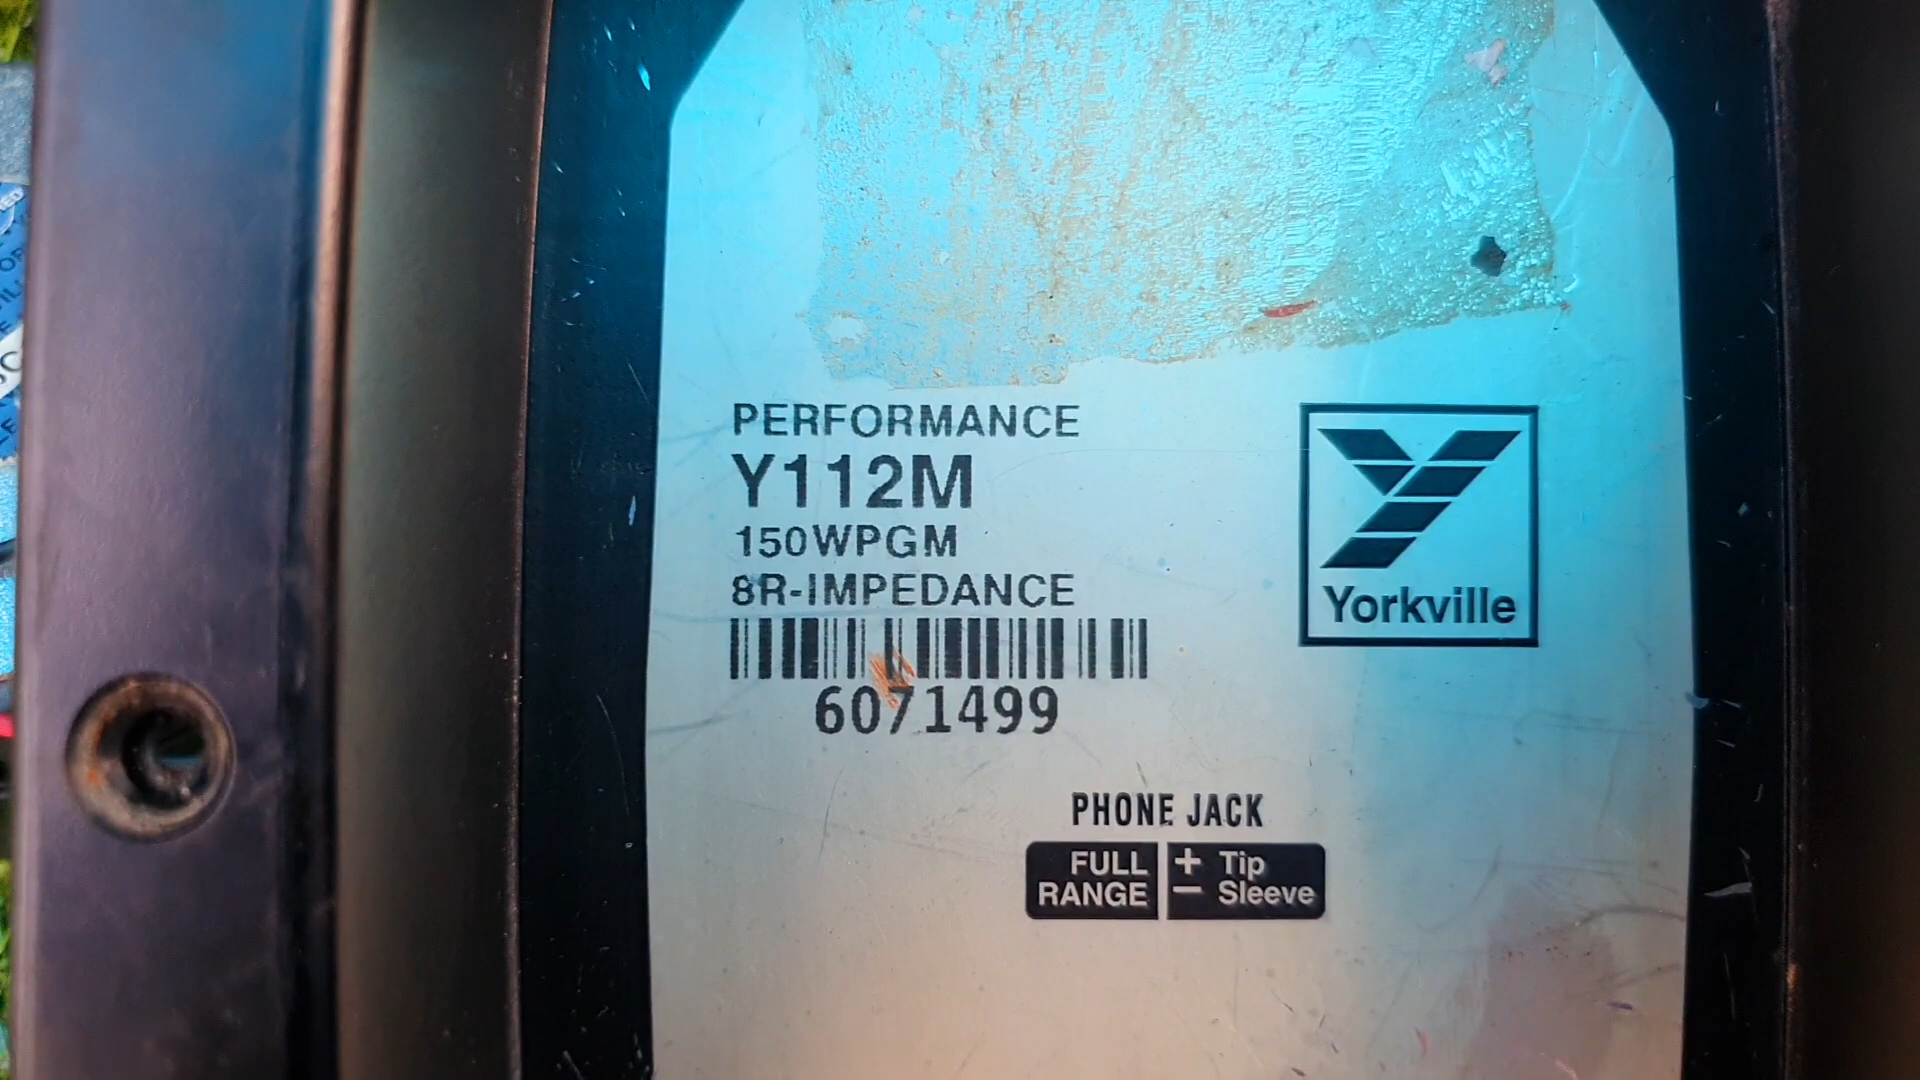 PERFORMANCE
Y112M
150WPGM
8R-IMPEDANCE
6071499
Yorkville
PHONE JACK
FULL RANGE
+ Tip
− Sleeve